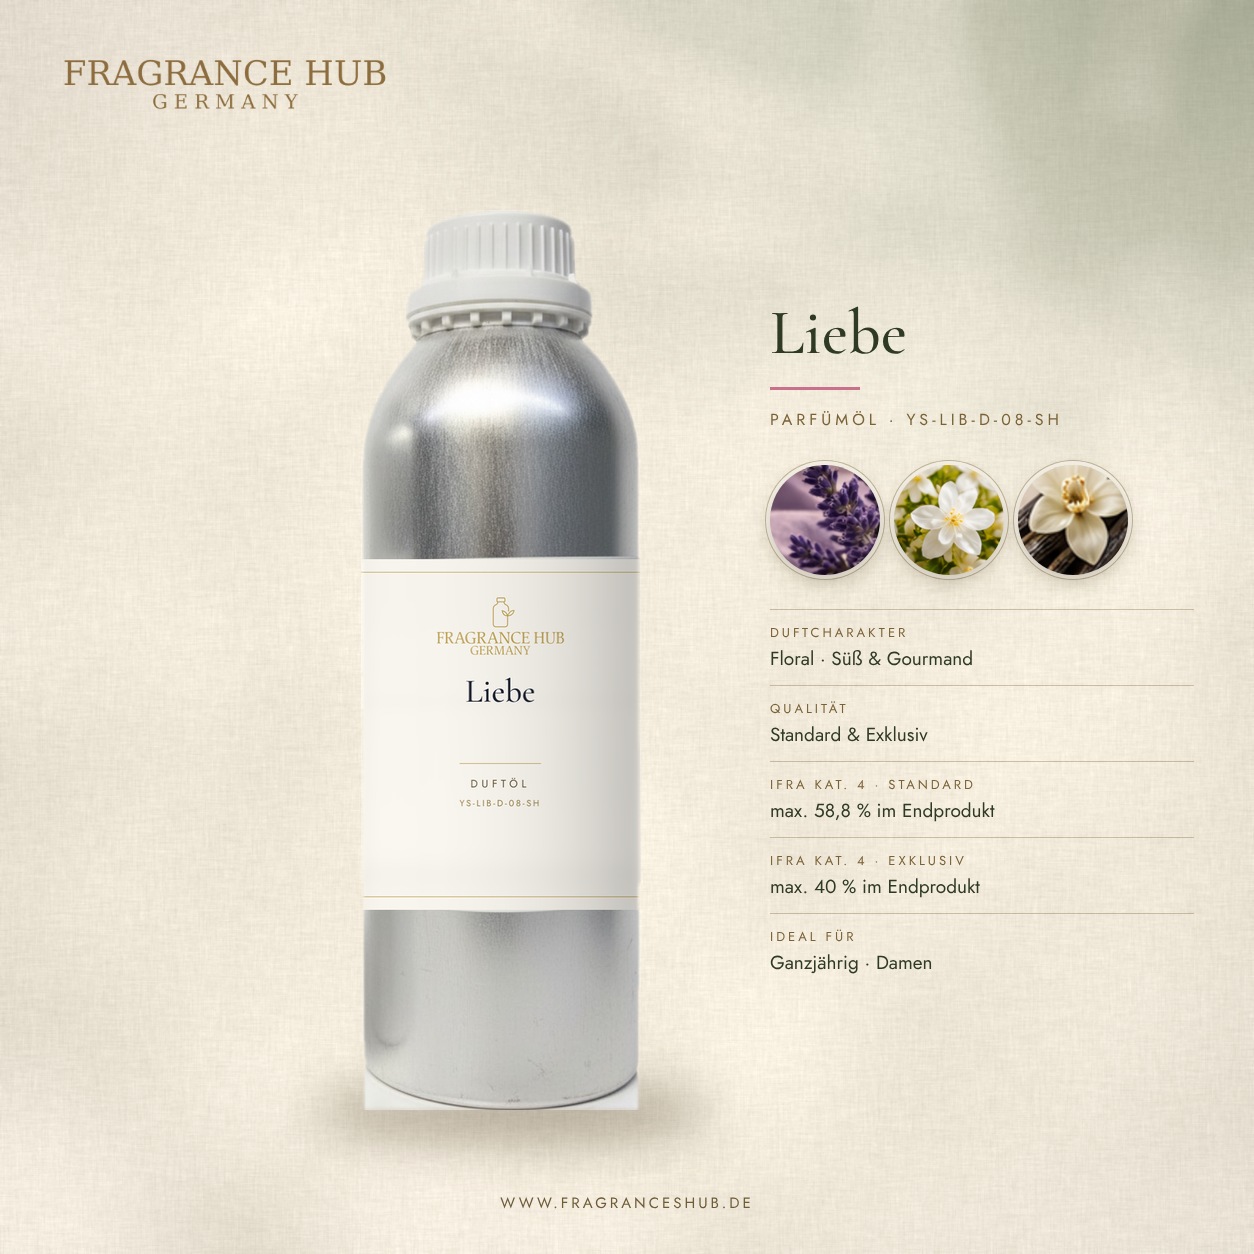 FRAGRANCE HUB
GERMANY
Liebe
PARFÜMÖL · YS-LIB-D-08-SH
DUFTCHARAKTER
Floral · Süß & Gourmand
QUALITÄT
Standard & Exklusiv
IFRA KAT. 4 · STANDARD
max. 58,8 % im Endprodukt
IFRA KAT. 4 · EXKLUSIV
max. 40 % im Endprodukt
IDEAL FÜR
Ganzjährig · Damen
FRAGRANCE HUB
GERMANY
Liebe
DUFTÖL
YS-LIB-D-08-SH
WWW.FRAGRANCESHUB.DE